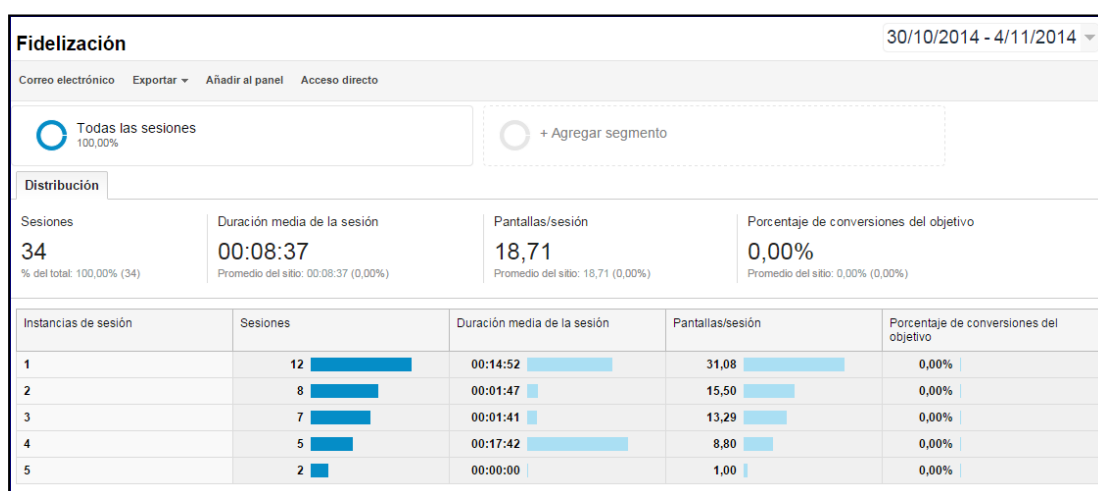 Fidelización
30/10/2014 - 4/11/2014
Correo electrónico Exportar Añadir al panel Acceso directo
Todas las sesiones
100,00%
+ Agregar segmento
Distribución
Sesiones Duración media de la sesión Pantallas/sesión Porcentaje de conversiones del objetivo
34 00:08:37 18,71 0,00%
% del total: 100,00% (34) Promedio del sitio: 00:08:37 (0,00%) Promedio del sitio: 18,71 (0,00%) Promedio del sitio: 0,00% (0,00%)
Instancias de sesión Sesiones Duración media de la sesión Pantallas/sesión Porcentaje de conversiones del
objetivo
1 12 00:14:52 31,08 0,00%
2 8 00:01:47 15,50 0,00%
3 7 00:01:41 13,29 0,00%
4 5 00:17:42 8,80 0,00%
5 2 00:00:00 1,00 0,00%